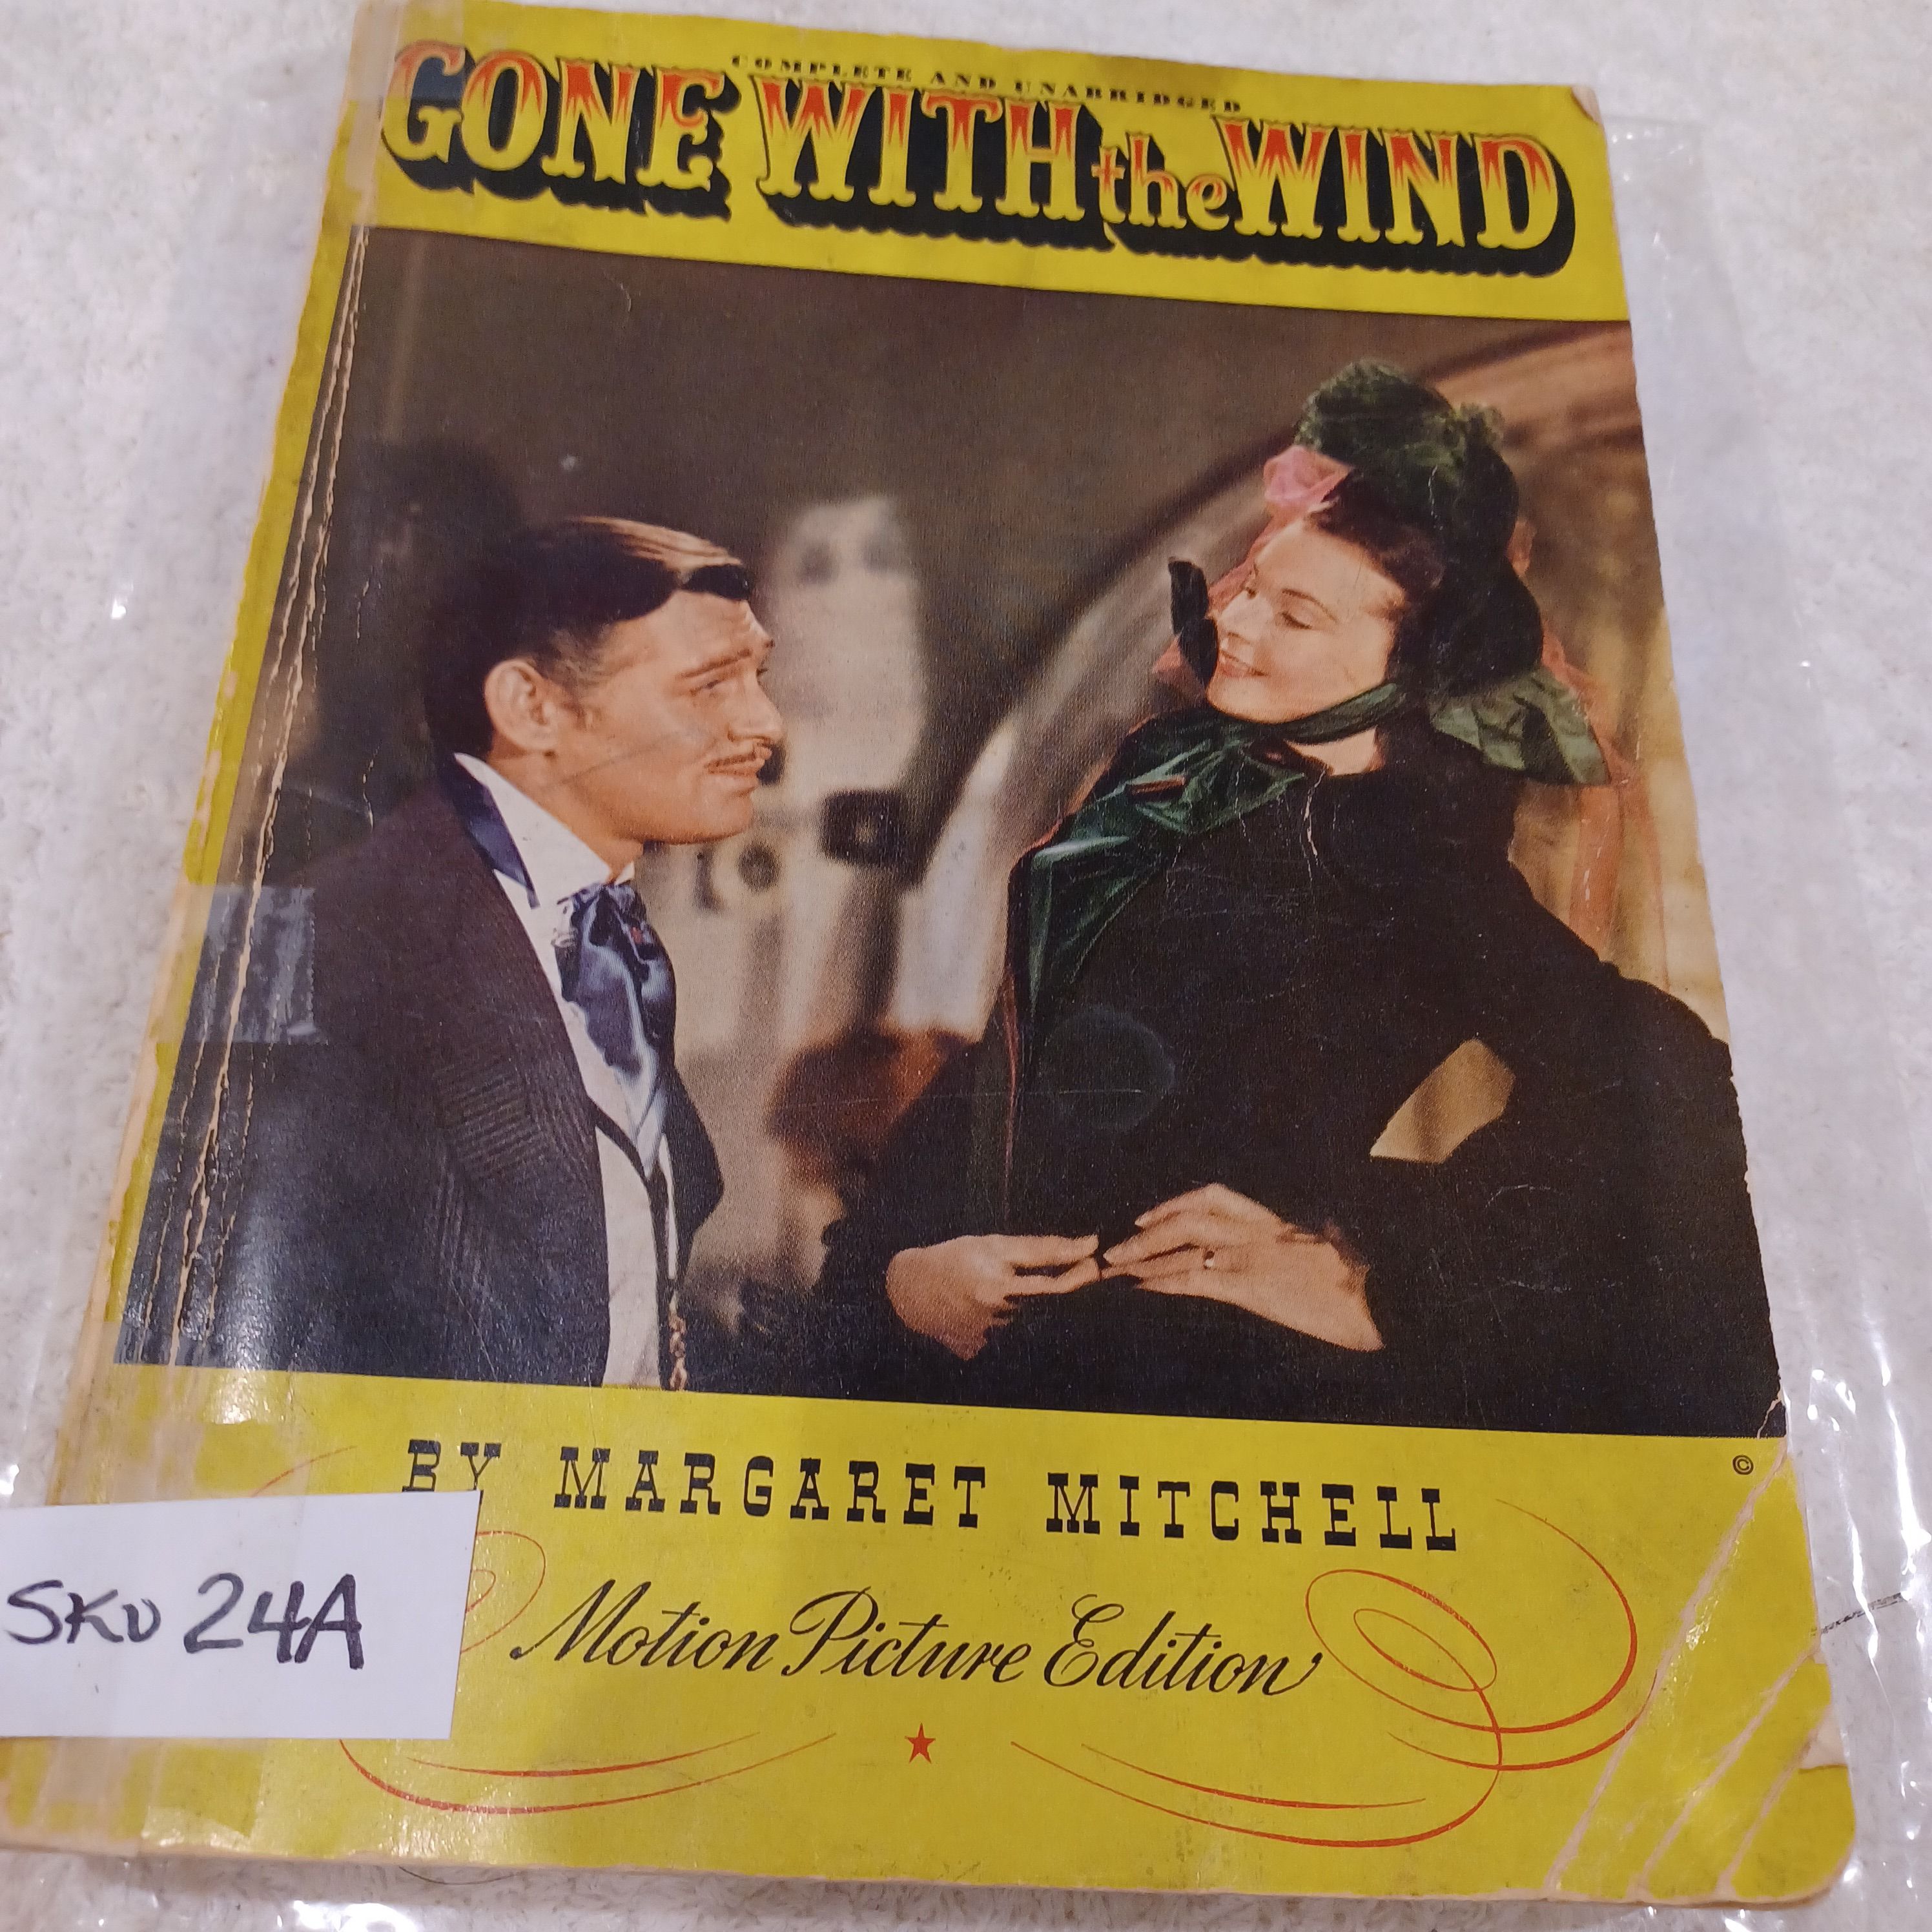 COMPLETE AND UNABRIDGED
GONE WITH the WIND
©
BY MARGARET MITCHELL
Motion Picture Edition
SKU 24A